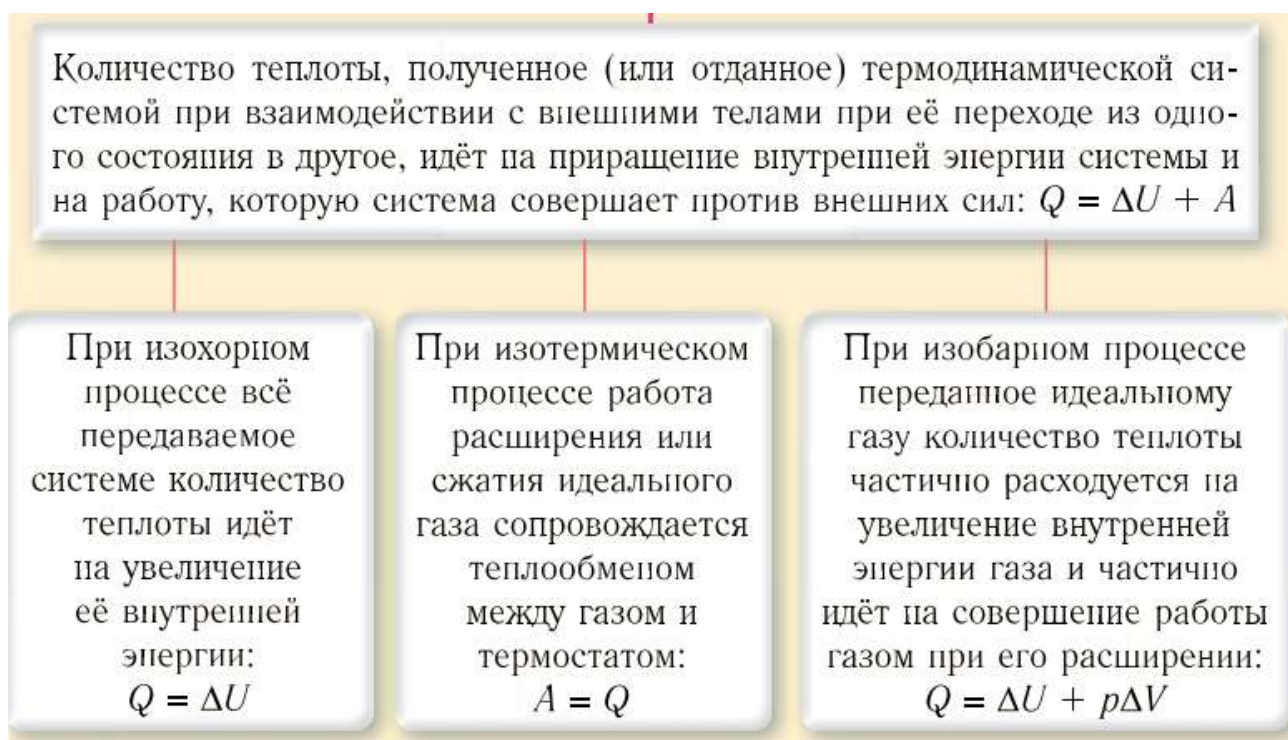 Количество теплоты, полученное (или отданное) термодинамической си-
стемой при взаимодействии с внешними телами при её переходе из одно-
го состояния в другое, идёт на приращение внутренней энергии системы и
на работу, которую система совершает против внешних сил: Q = ΔU + A
При изохорном
процессе всё
передаваемое
системе количество
теплоты идёт
на увеличение
её внутренней
энергии:
Q = ΔU
При изотермическом
процессе работа
расширения или
сжатия идеального
газа сопровождается
теплообменом
между газом и
термостатом:
A = Q
При изобарном процессе
переданное идеальному
газу количество теплоты
частично расходуется на
увеличение внутренней
энергии газа и частично
идёт на совершение работы
газом при его расширении:
Q = ΔU + pΔV